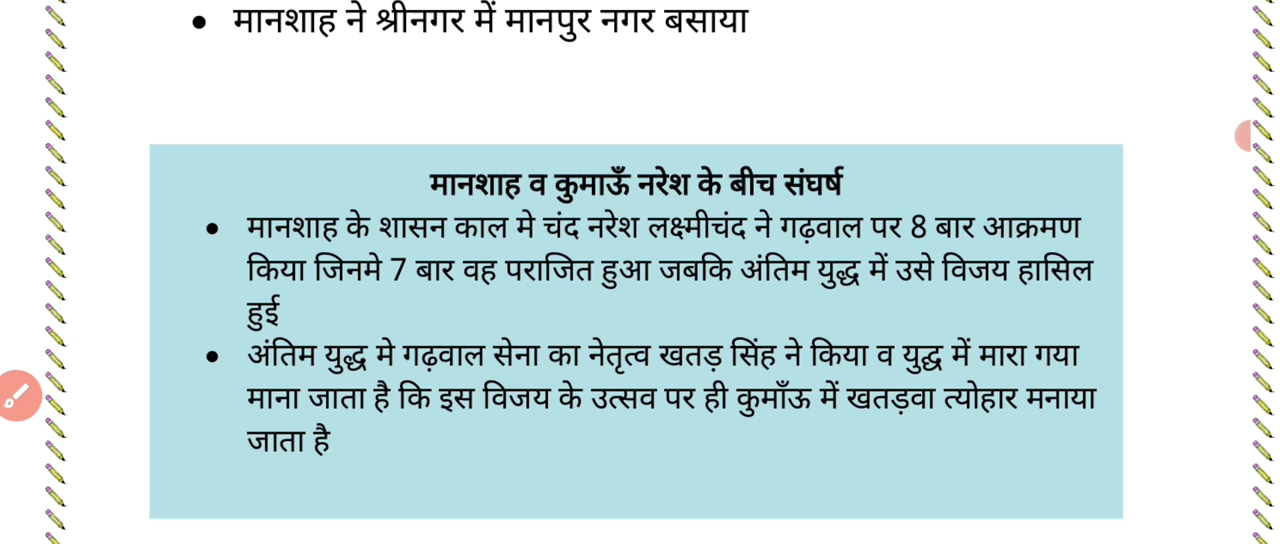 • मानशाह ने श्रीनगर में मानपुर नगर बसाया
मानशाह व कुमाऊँ नरेश के बीच संघर्ष
• मानशाह के शासन काल मे चंद नरेश लक्ष्मीचंद ने गढ़वाल पर 8 बार आक्रमण
किया जिनमे 7 बार वह पराजित हुआ जबकि अंतिम युद्ध में उसे विजय हासिल
हुई
• अंतिम युद्ध मे गढ़वाल सेना का नेतृत्व खतड़ सिंह ने किया व युद्ध में मारा गया
माना जाता है कि इस विजय के उत्सव पर ही कुमाँऊ में खतड़वा त्योहार मनाया
जाता है